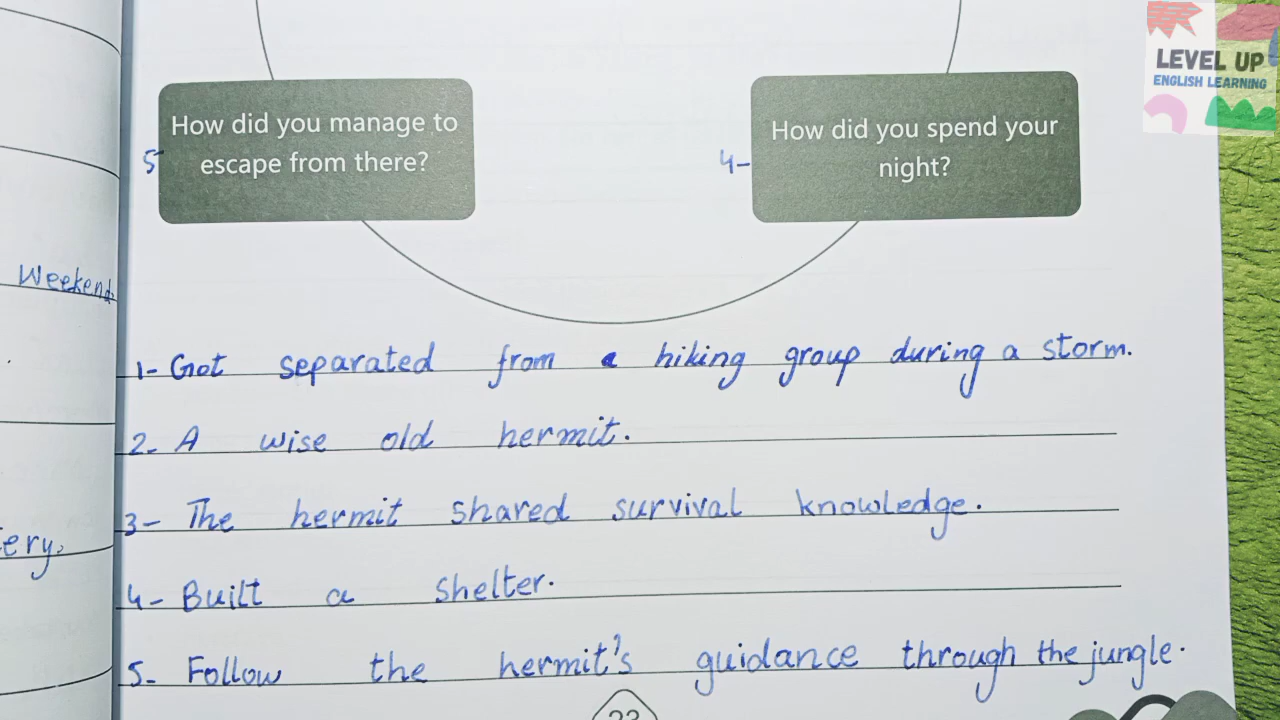 LEVEL UP
ENGLISH LEARNING
How did you manage to
escape from there?
5
How did you spend your
night?
4-
Weekend
1- Got separated from a hiking group during a storm.
2- A wise old hermit.
3- The hermit shared survival knowledge.
ery.
4- Built a shelter.
5- Follow the hermit's guidance through the jungle.
23